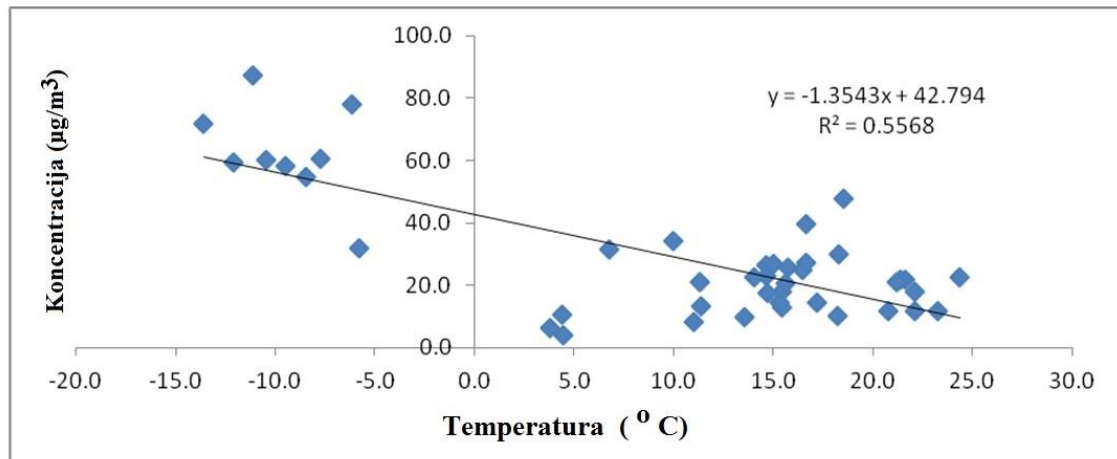 Koncentracija (µg/m³)
100.0
80.0
60.0
40.0
20.0
0.0
y = -1.3543x + 42.794
R² = 0.5568
-20.0 -15.0 -10.0 -5.0 0.0 5.0 10.0 15.0 20.0 25.0 30.0
Temperatura ( ⁰ C)